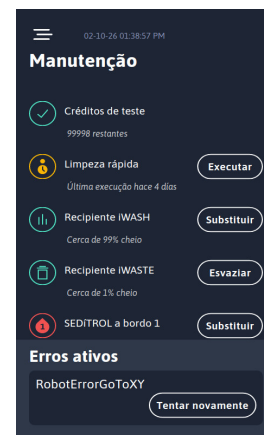 02-10-26 01:38:57 PM
Manutenção
Créditos de teste
99998 restantes
Limpeza rápida
Executar
Última execução hace 4 días
Recipiente iWASH
Substituir
Cerca de 99% cheio
Recipiente iWASTE
Esvaziar
Cerca de 1% cheio
1
SEDíTROL a bordo 1
Substituir
Erros ativos
RobotErrorGoToXY
Tentar novamente